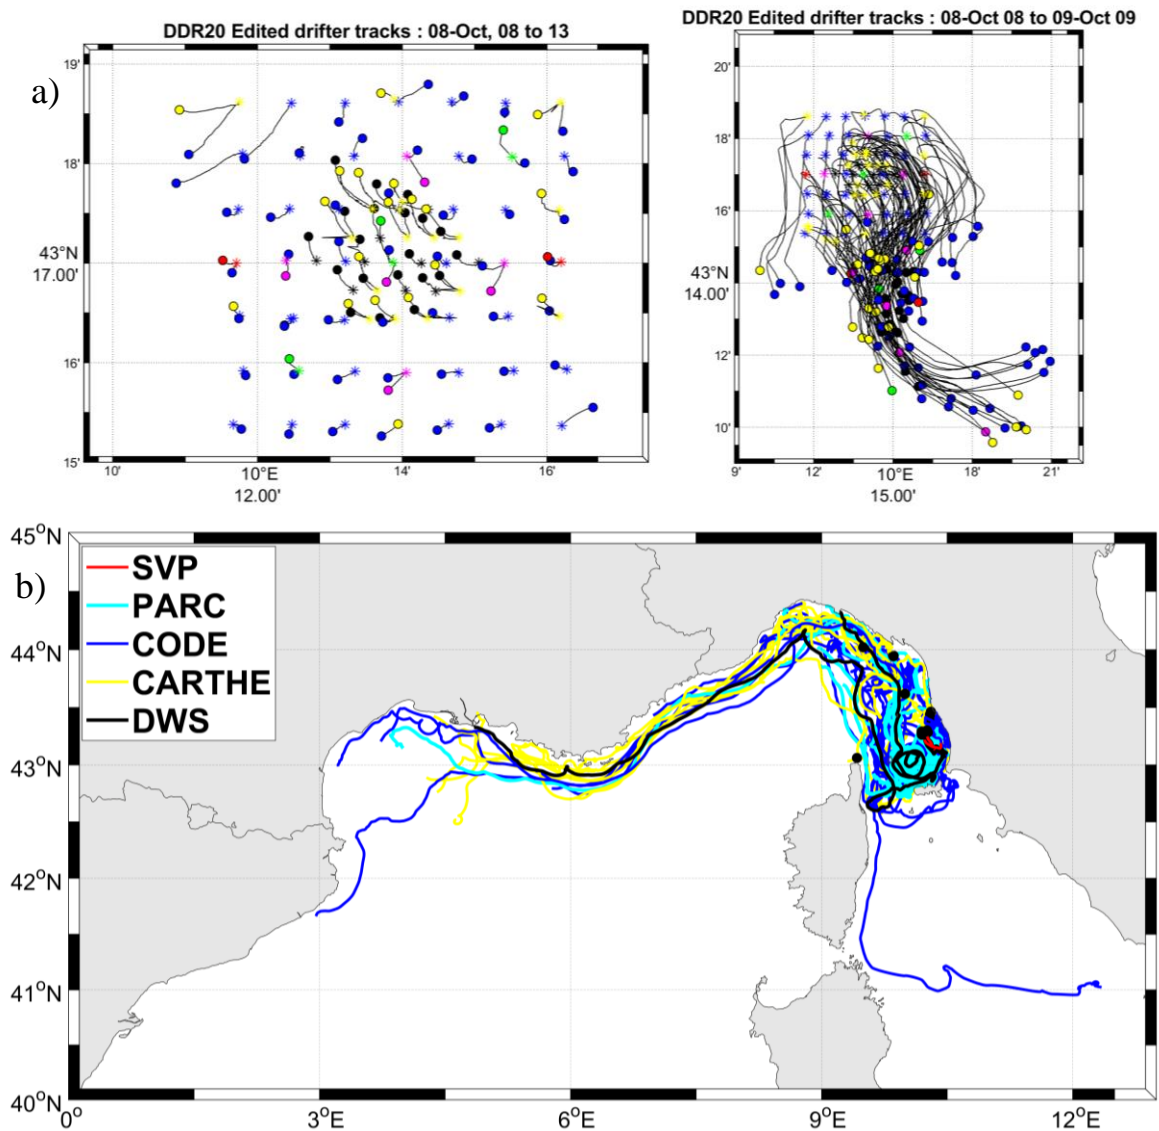 DDR20 Edited drifter tracks : 08-Oct, 08 to 13
a)
19'
18'
43°N
17.00'
16'
15'
10'
10°E
12.00'
14'
16'
DDR20 Edited drifter tracks : 08-Oct 08 to 09-Oct 09
20'
18'
16'
43°N
14.00'
12'
10'
9'
12'
10°E
15.00'
18'
21'
b)
SVP
PARC
CODE
CARTHE
DWS
45°N
44°N
43°N
42°N
41°N
40°N
0°
3°E
6°E
9°E
12°E